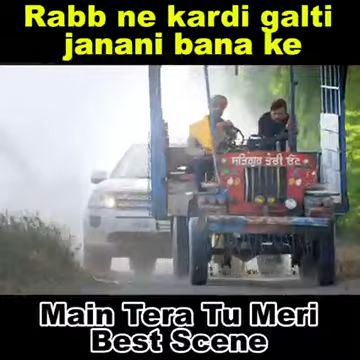 Rabb ne kardi galti
janani bana ke
ਸਤਿਗੁਰ ਤੇਰੀ ਓਟ
Main Tera Tu Meri
Best Scene